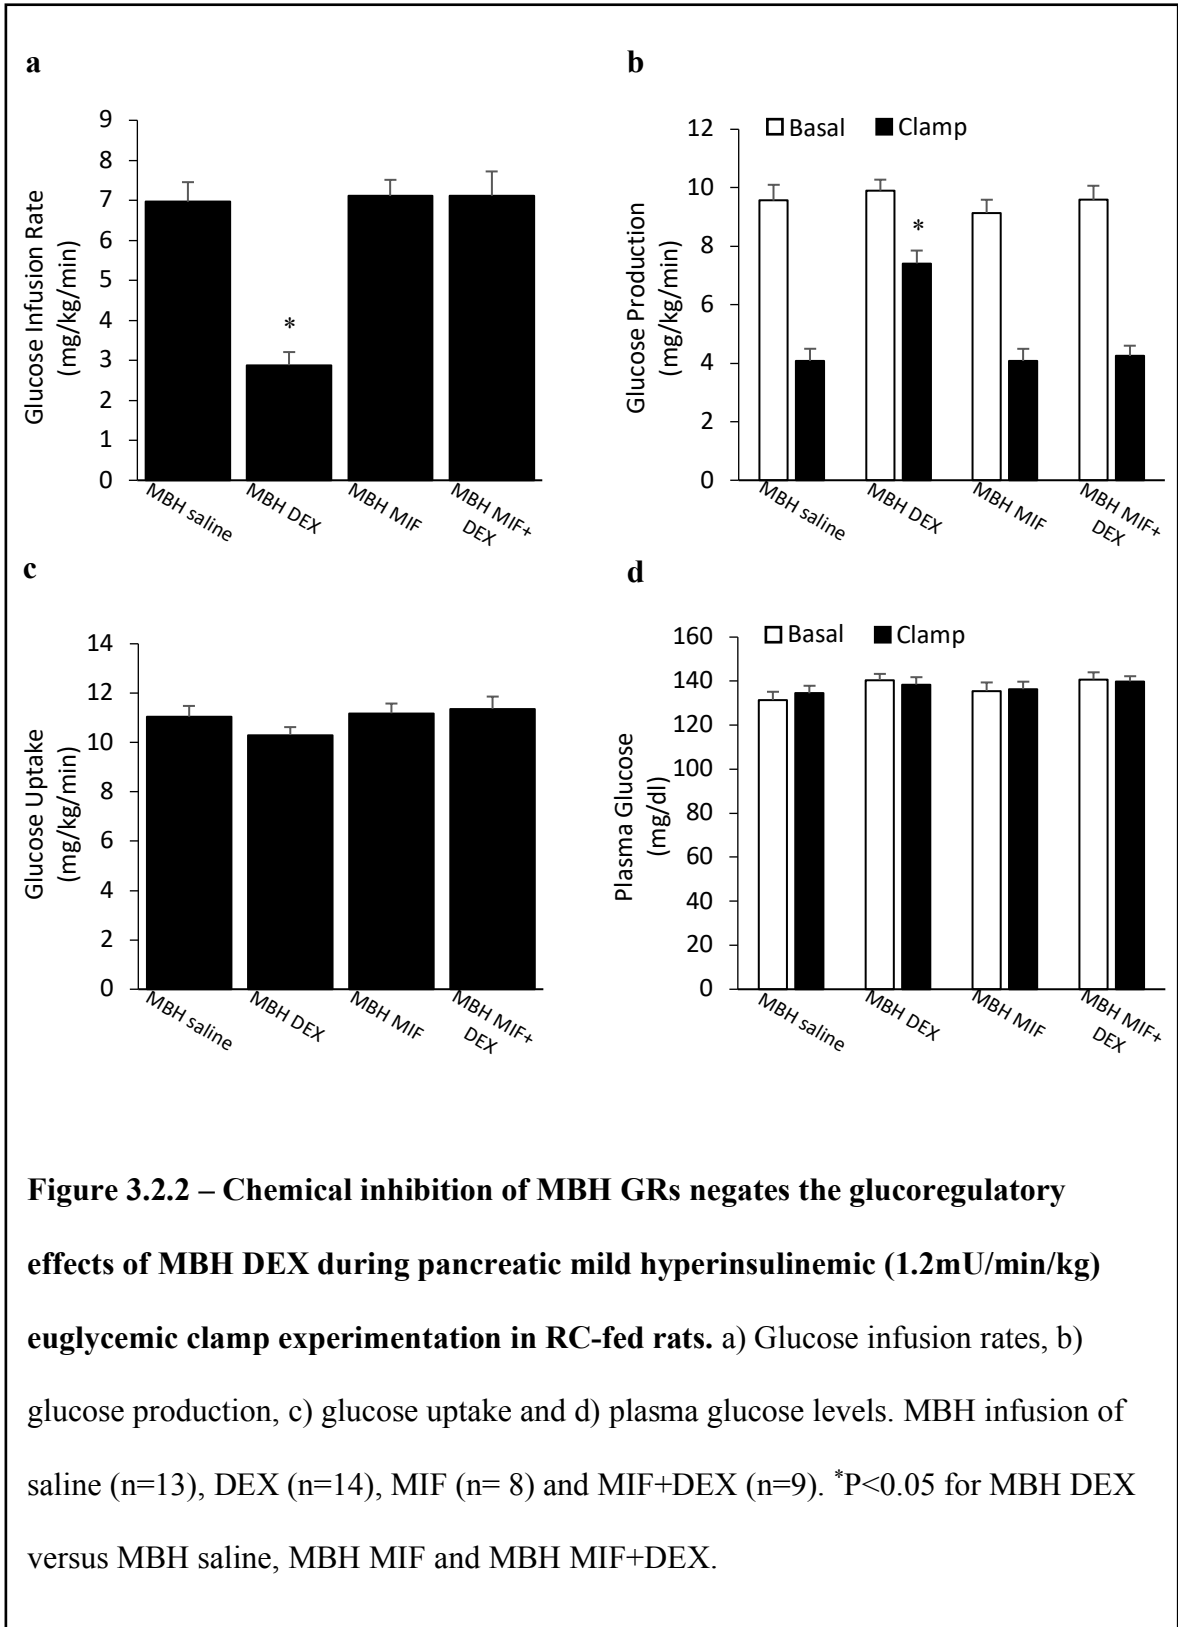 a
Glucose Infusion Rate
(mg/kg/min)
9
8
7
6
5
4
3
2
1
0
*
MBH saline
MBH DEX
MBH MIF
MBH MIF+
DEX
b
Basal
Clamp
Glucose Production
(mg/kg/min)
12
10
8
6
4
2
0
*
MBH saline
MBH DEX
MBH MIF
MBH MIF+
DEX
c
Glucose Uptake
(mg/kg/min)
14
12
10
8
6
4
2
0
MBH saline
MBH DEX
MBH MIF
MBH MIF+
DEX
d
Basal
Clamp
Plasma Glucose
(mg/dl)
160
140
120
100
80
60
40
20
0
MBH saline
MBH DEX
MBH MIF
MBH MIF+
DEX
Figure 3.2.2 – Chemical inhibition of MBH GRs negates the glucoregulatory
effects of MBH DEX during pancreatic mild hyperinsulinemic (1.2mU/min/kg)
euglycemic clamp experimentation in RC-fed rats. a) Glucose infusion rates, b)
glucose production, c) glucose uptake and d) plasma glucose levels. MBH infusion of
saline (n=13), DEX (n=14), MIF (n= 8) and MIF+DEX (n=9). *P<0.05 for MBH DEX
versus MBH saline, MBH MIF and MBH MIF+DEX.